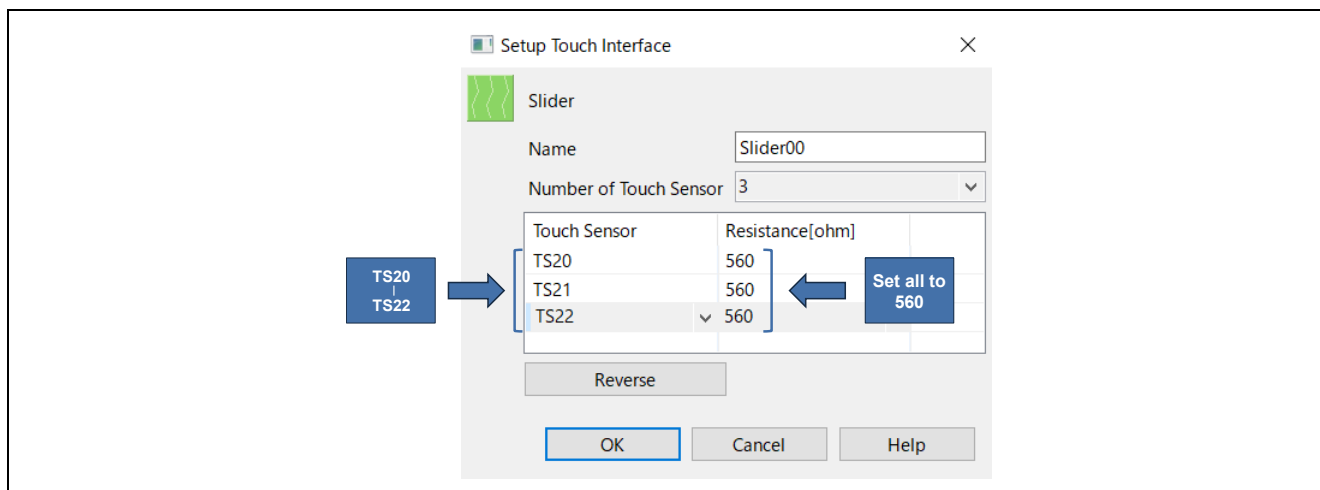 Setup Touch Interface
Slider
Name Slider00
Number of Touch Sensor 3
Touch Sensor Resistance[ohm]
TS20 560
TS21 560
TS22 560
TS20
|
TS22
Set all to
560
Reverse
OK Cancel Help